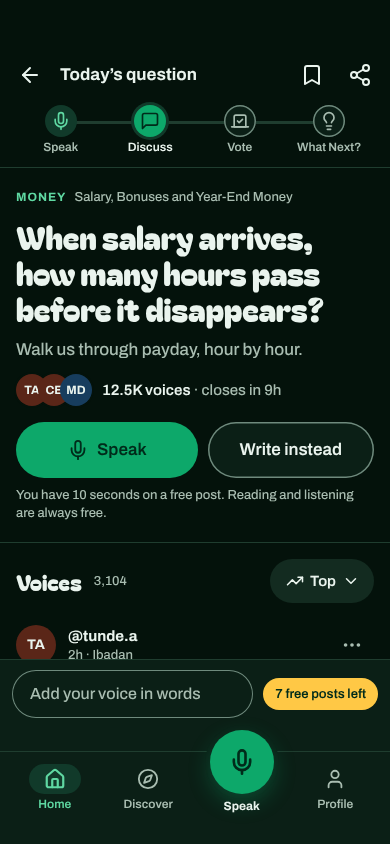 Today's question
Speak
Discuss
Vote
What Next?
MONEY Salary, Bonuses and Year-End Money
When salary arrives,
how many hours pass
before it disappears?
Walk us through payday, hour by hour.
TA CE MD 12.5K voices · closes in 9h
Speak
Write instead
You have 10 seconds on a free post. Reading and listening
are always free.
Voices 3,104
Top
TA
@tunde.a
2h · Ibadan
Add your voice in words
7 free posts left
Home
Discover
Speak
Profile